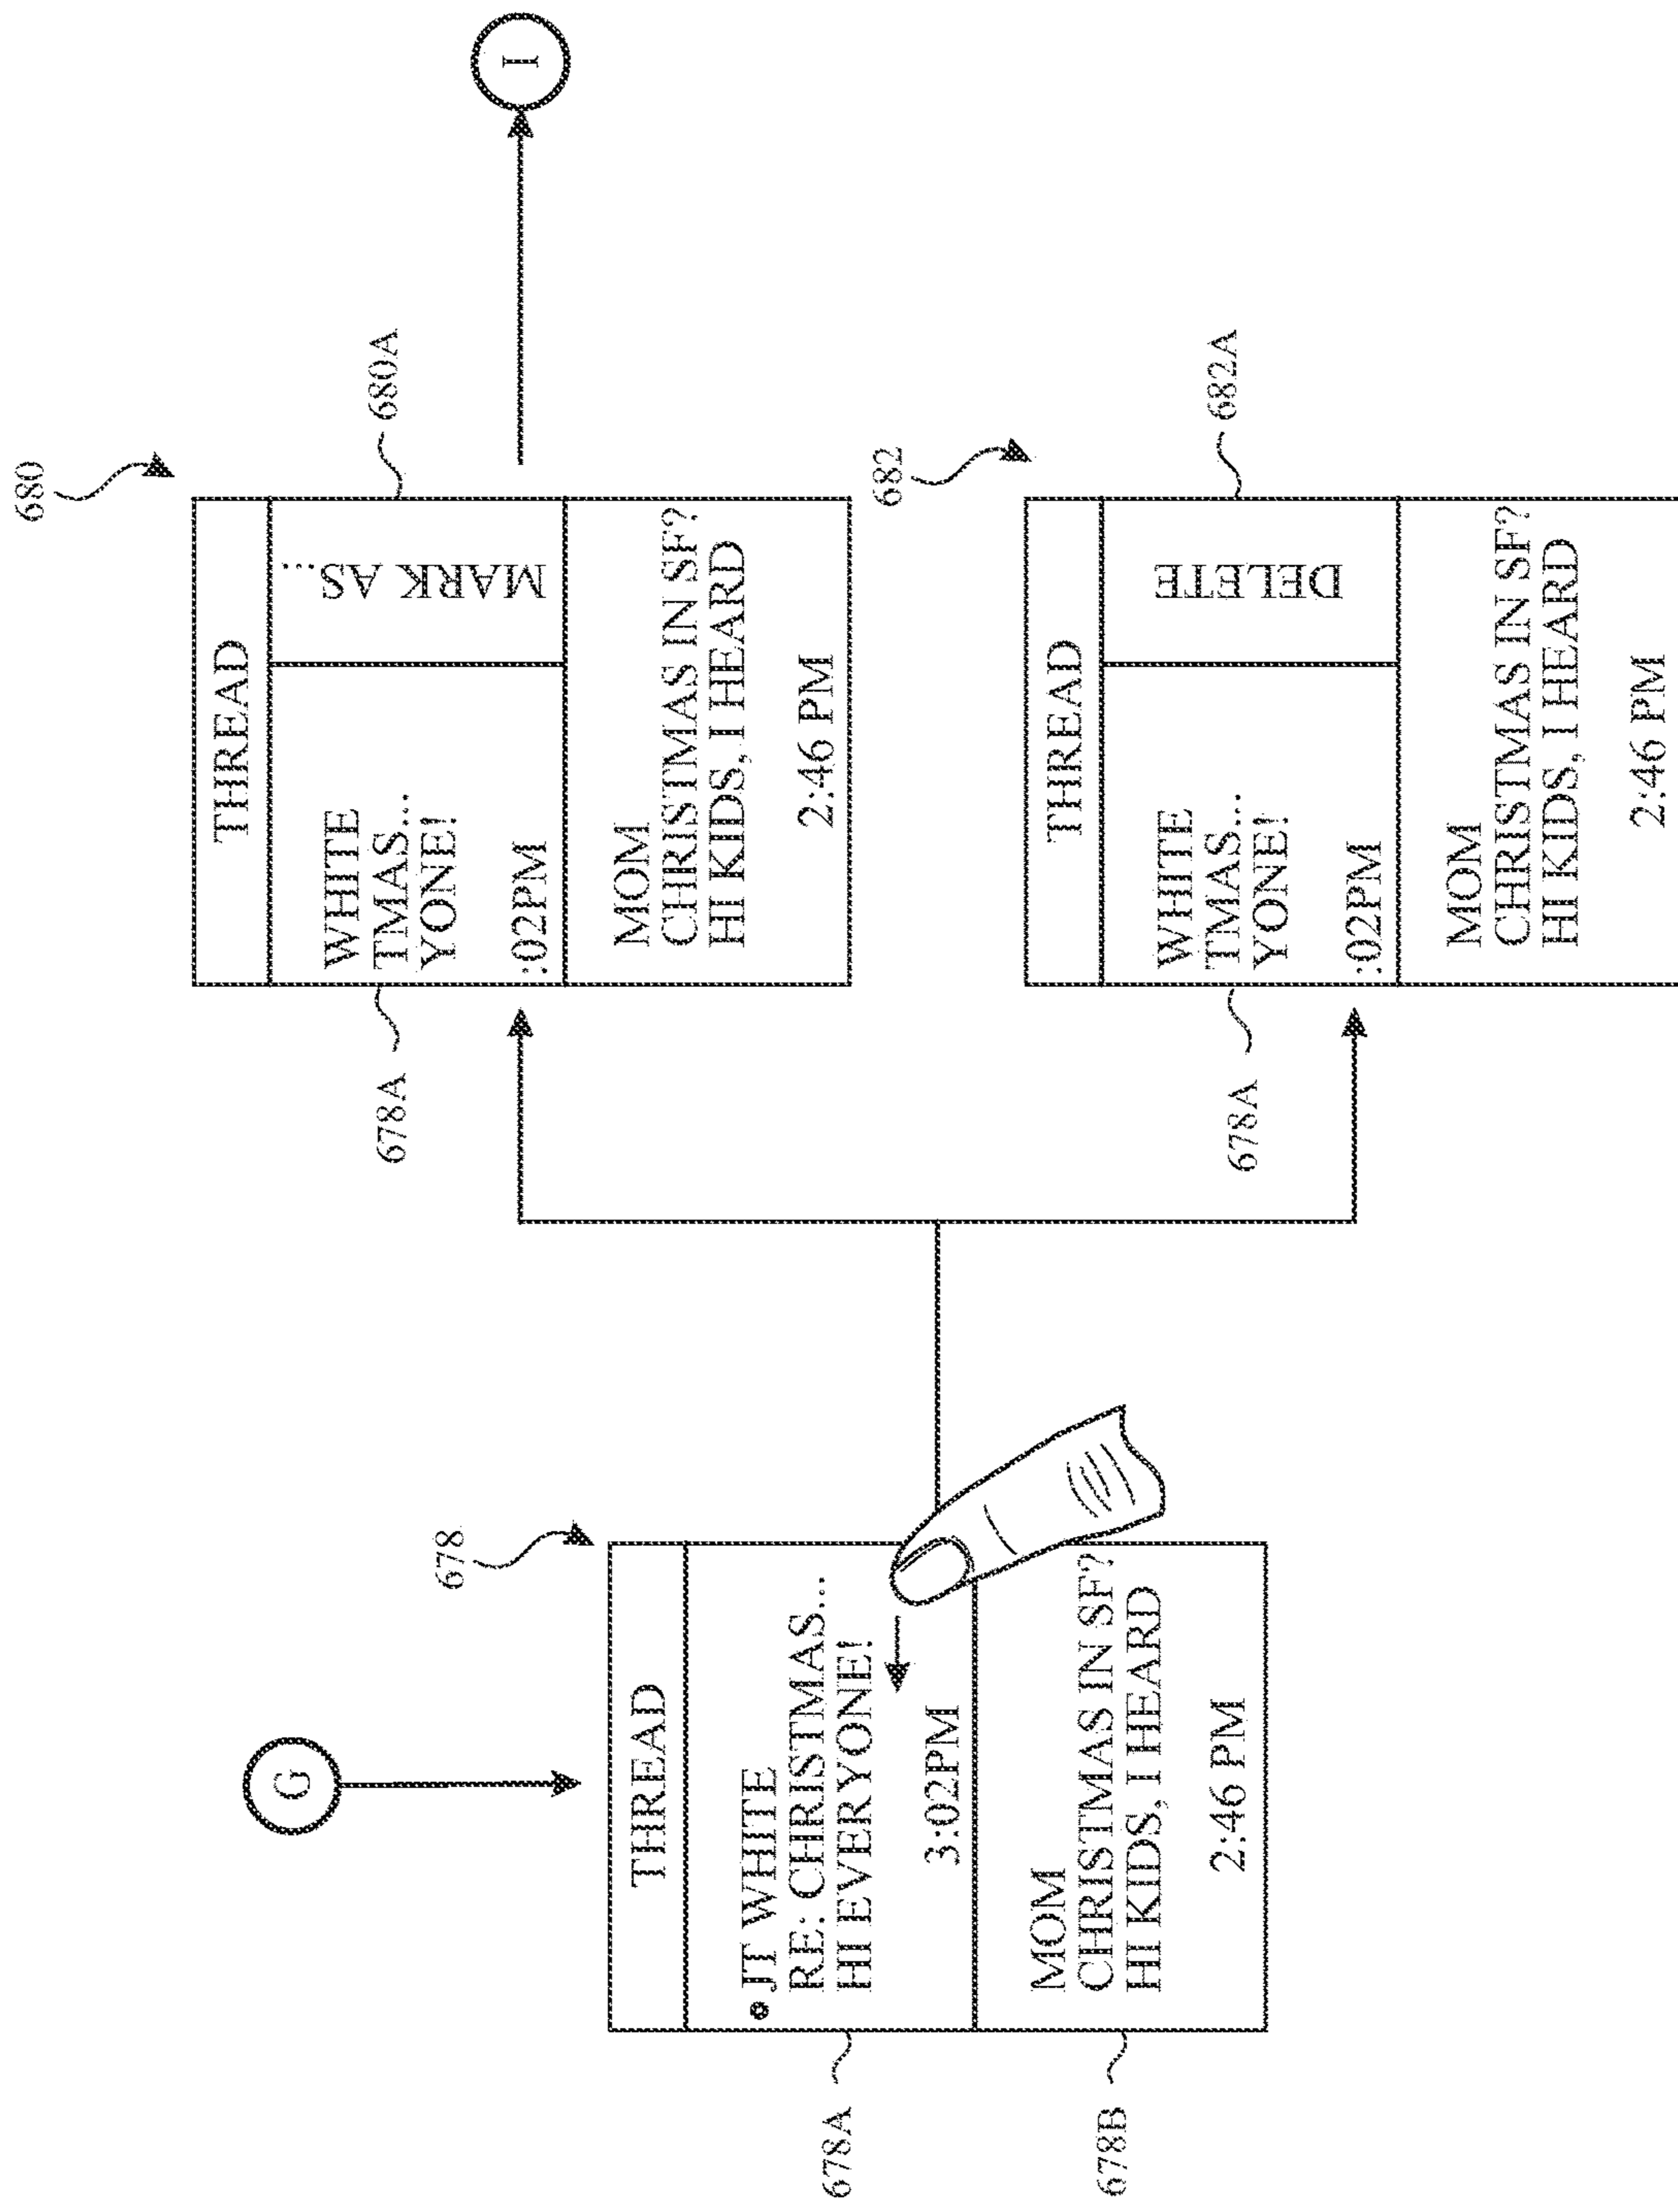 G
678
THREAD
678A
• JT WHITE
RE: CHRISTMAS...
HI EVERYONE!
3:02PM
678B
MOM
CHRISTMAS IN SF?
HI KIDS, I HEARD
2:46 PM
680
THREAD
678A
WHITE
TMAS...
YONE!
:02PM
MARK AS...
680A
MOM
CHRISTMAS IN SF?
HI KIDS, I HEARD
2:46 PM
I
682
THREAD
678A
WHITE
TMAS...
YONE!
:02PM
DELETE
682A
MOM
CHRISTMAS IN SF?
HI KIDS, I HEARD
2:46 PM